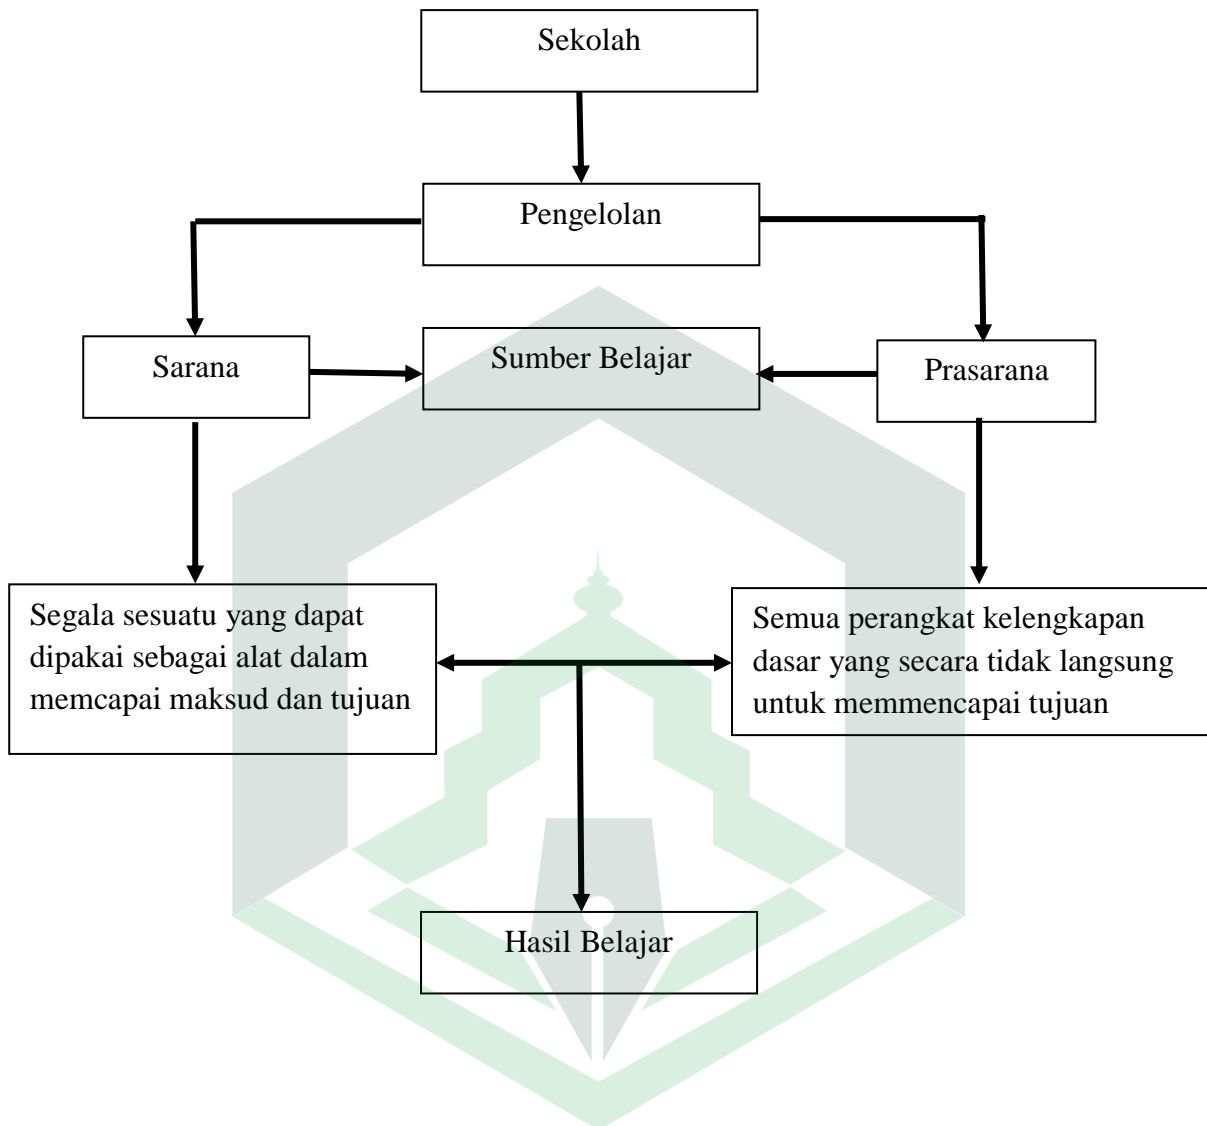 Sekolah
Pengelolan
Sarana
Sumber Belajar
Prasarana
Segala sesuatu yang dapat
dipakai sebagai alat dalam
memcapai maksud dan tujuan
Semua perangkat kelengkapan
dasar yang secara tidak langsung
untuk memmencapai tujuan
Hasil Belajar